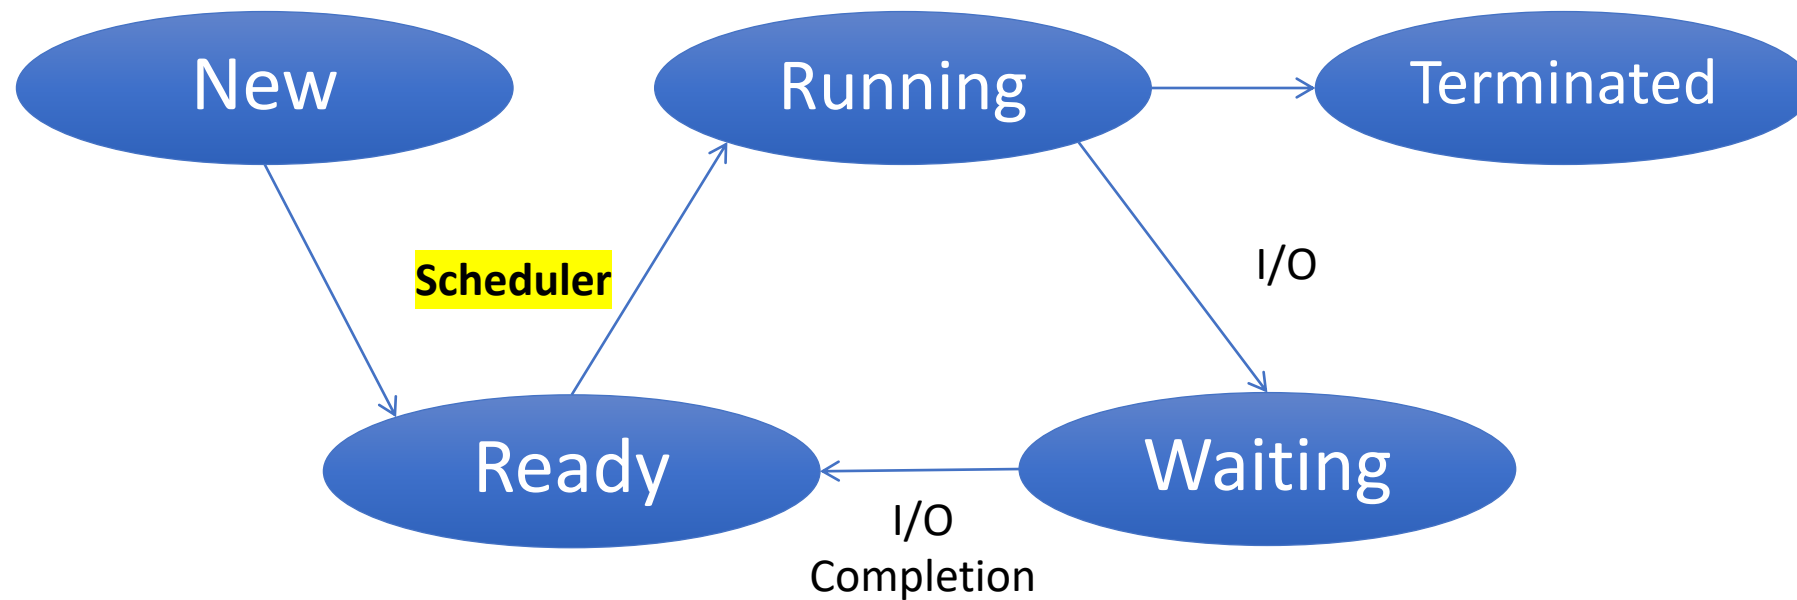 New
Running
Terminated
Scheduler
I/O
Ready
Waiting
I/O
Completion